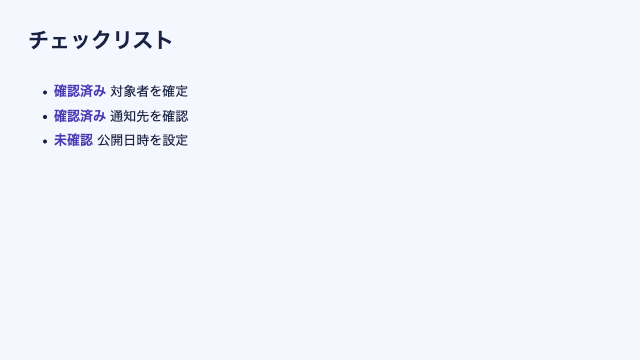 チェックリスト
• 確認済み 対象者を確定
• 確認済み 通知先を確認
• 未確認 公開日時を設定